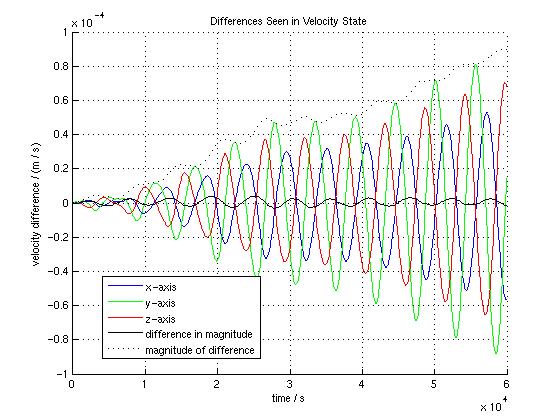 Differences Seen in Velocity State
x 10^-4
1
0.8
0.6
0.4
0.2
0
-0.2
-0.4
-0.6
-0.8
-1
velocity difference / (m / s)
x-axis
y-axis
z-axis
difference in magnitude
magnitude of difference
0 1 2 3 4 5 6
time / s
x 10^4